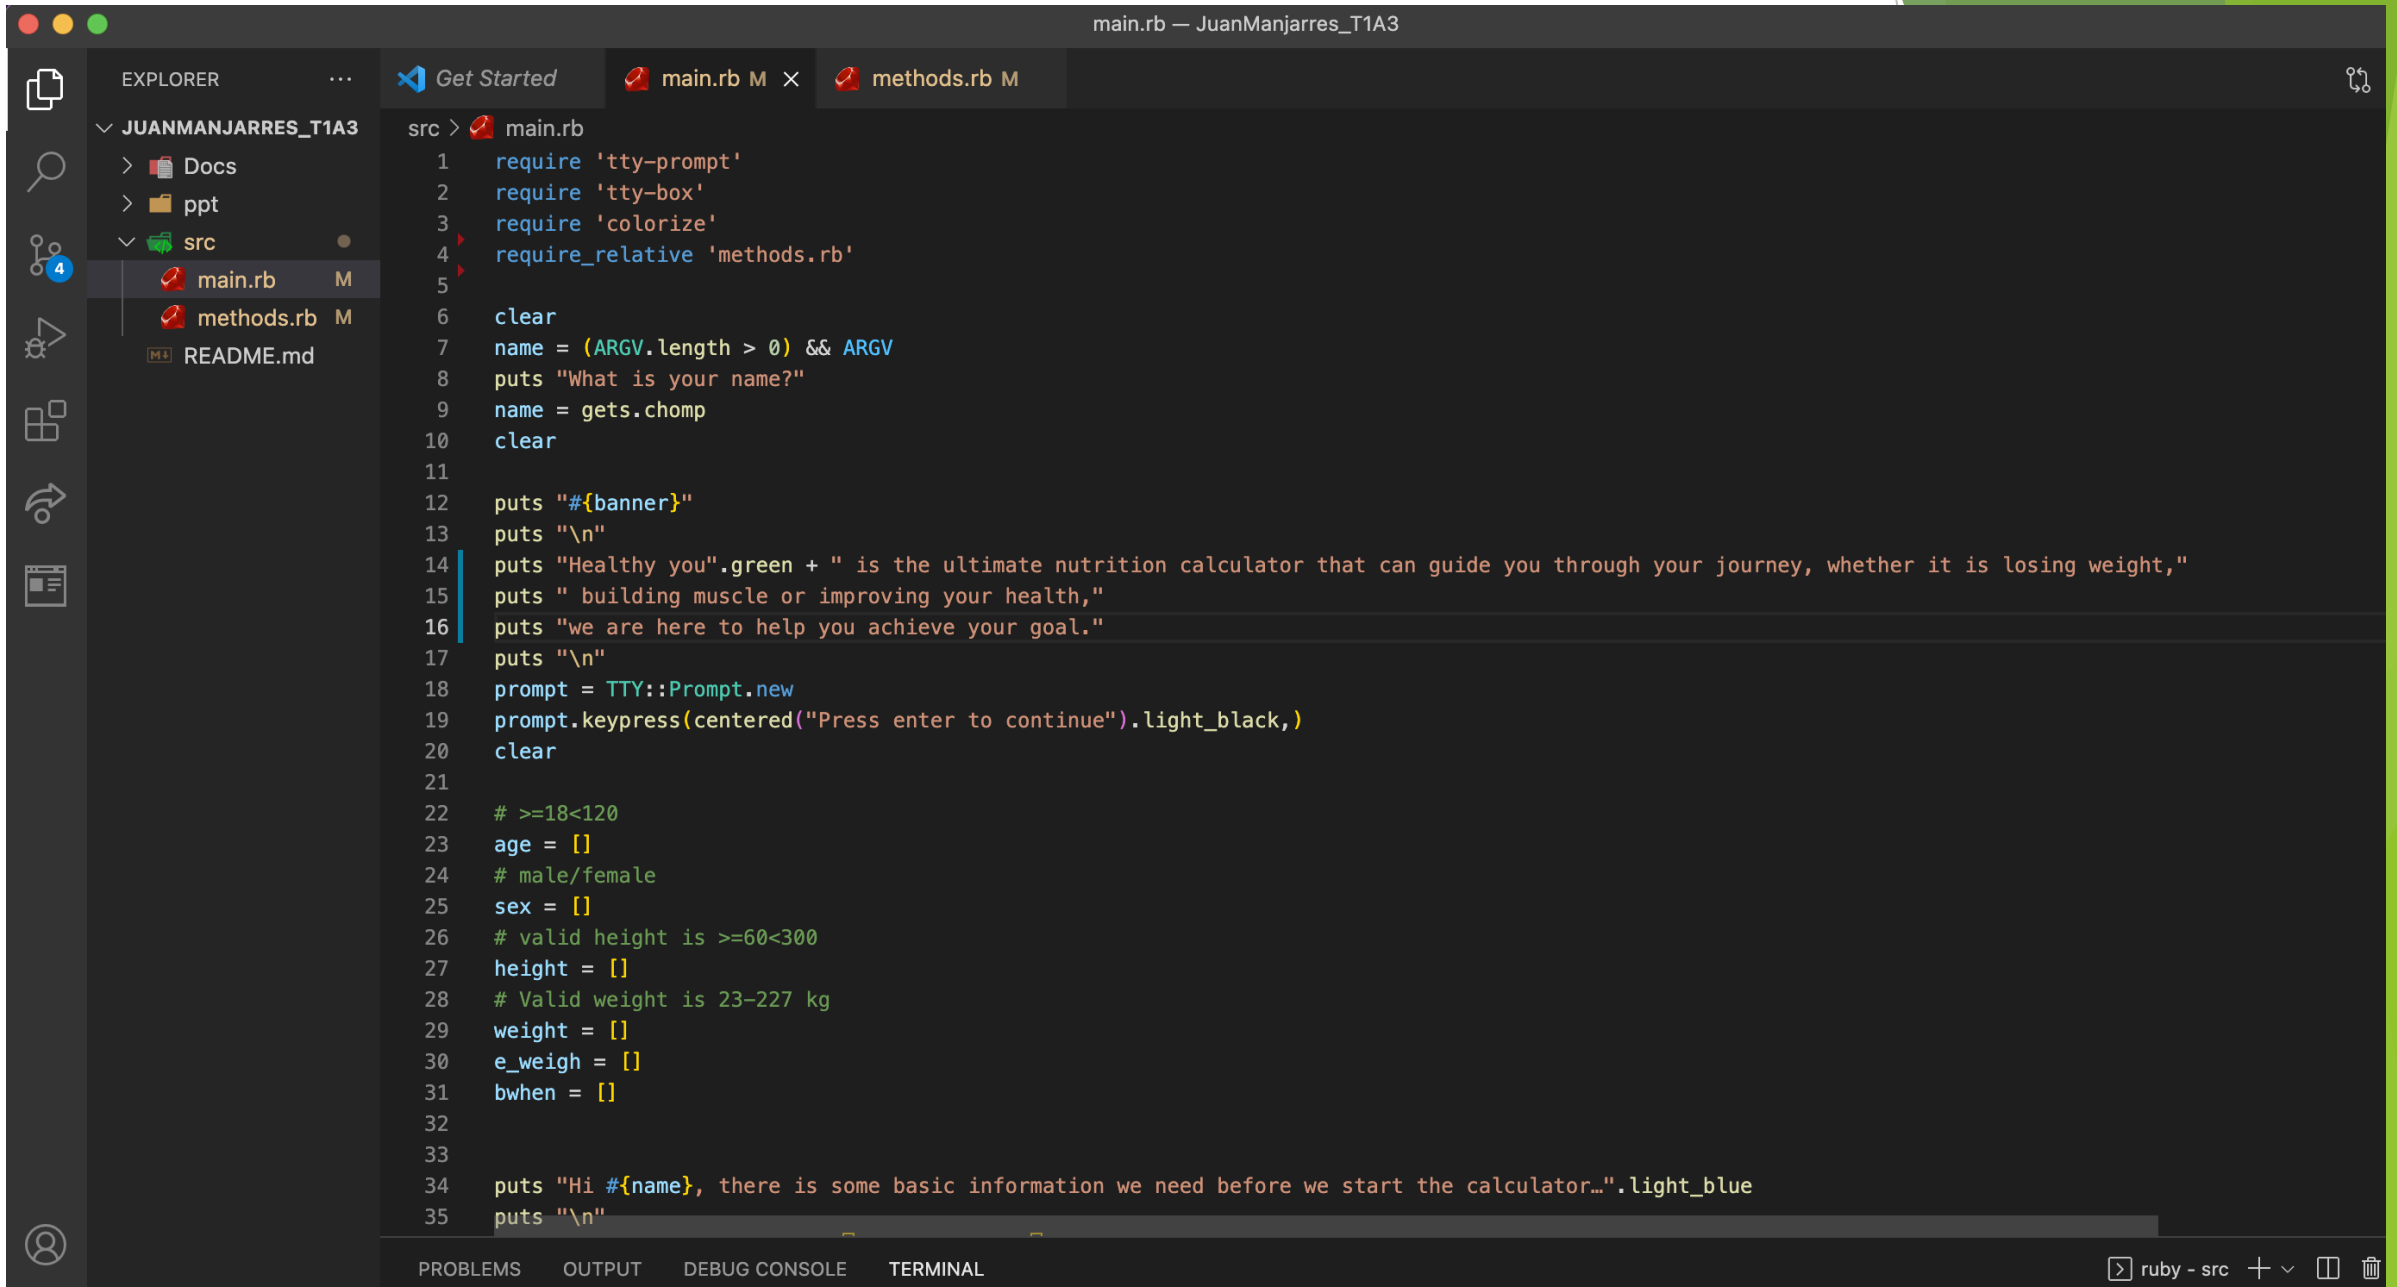 main.rb — JuanManjarres_T1A3
EXPLORER
Get Started
main.rb M
methods.rb M
JUANMANJARRES_T1A3
Docs
ppt
src
main.rb M
methods.rb M
README.md
4
src > main.rb
1 require 'tty-prompt'
2 require 'tty-box'
3 require 'colorize'
4 require_relative 'methods.rb'
5
6 clear
7 name = (ARGV.length > 0) && ARGV
8 puts "What is your name?"
9 name = gets.chomp
10 clear
11
12 puts "#{banner}"
13 puts "\n"
14 puts "Healthy you".green + " is the ultimate nutrition calculator that can guide you through your journey, whether it is losing weight,"
15 puts " building muscle or improving your health,"
16 puts "we are here to help you achieve your goal."
17 puts "\n"
18 prompt = TTY::Prompt.new
19 prompt.keypress(centered("Press enter to continue").light_black,)
20 clear
21
22 # >=18<120
23 age = []
24 # male/female
25 sex = []
26 # valid height is >=60<300
27 height = []
28 # Valid weight is 23-227 kg
29 weight = []
30 e_weigh = []
31 bwhen = []
32
33
34 puts "Hi #{name}, there is some basic information we need before we start the calculator…".light_blue
35 puts "\n"
PROBLEMS OUTPUT DEBUG CONSOLE TERMINAL
ruby - src